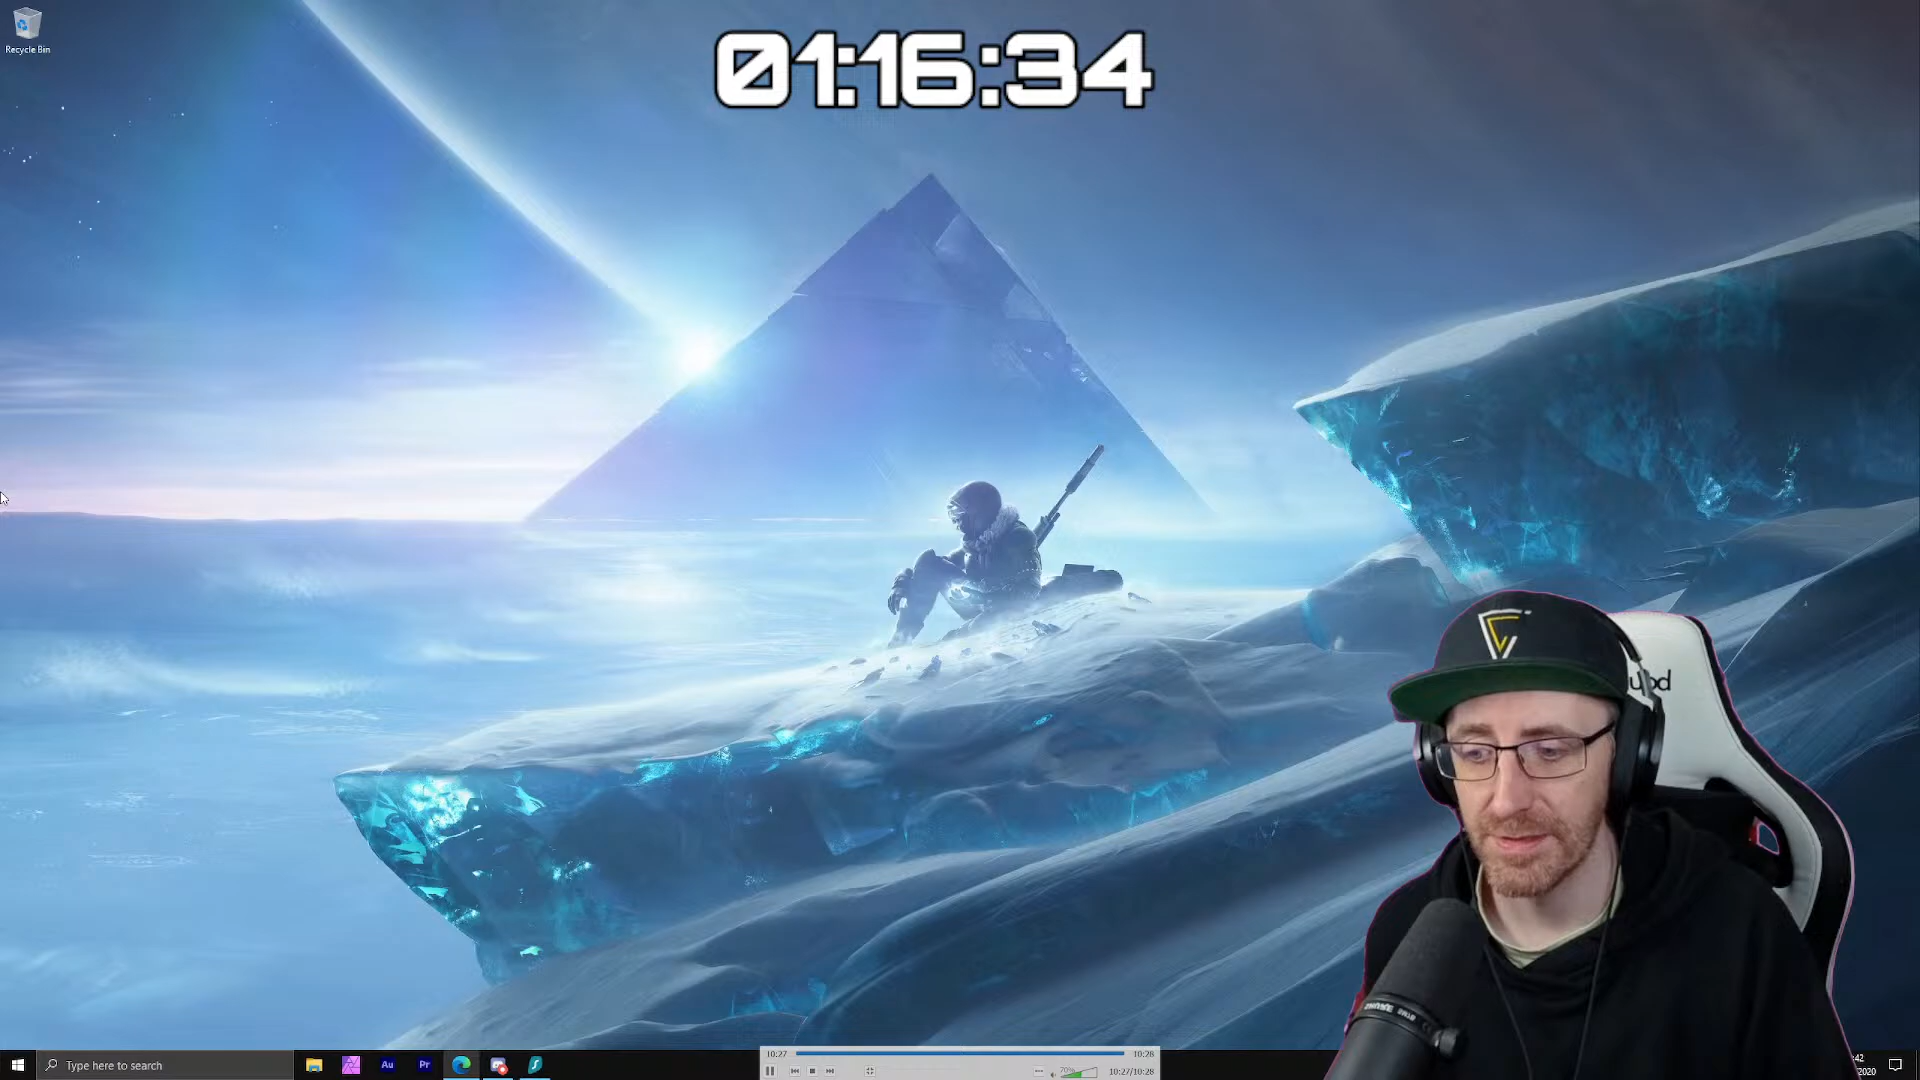 Recycle Bin
01:16:34
Type here to search
Au
Pr
10:27
10:28
70%
10:27/10:28